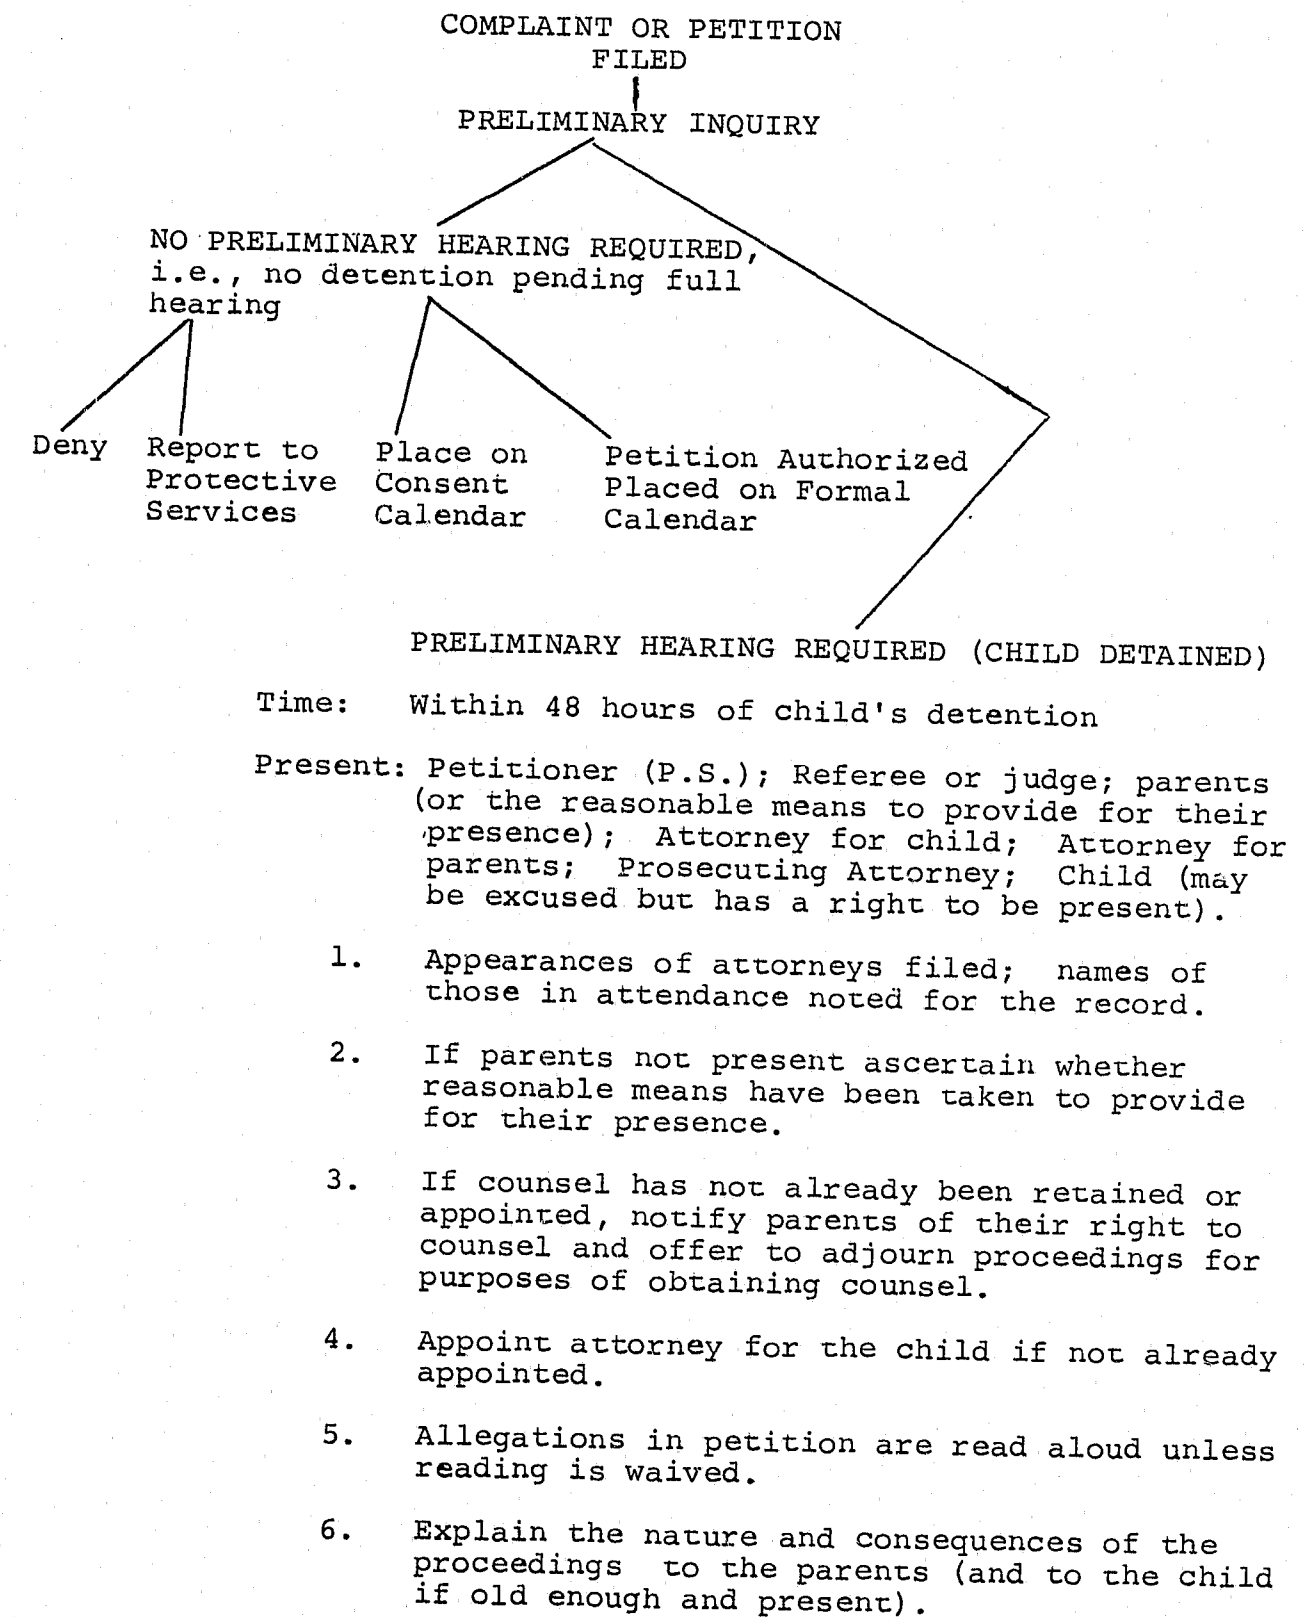 COMPLAINT OR PETITION
FILED
PRELIMINARY INQUIRY
NO PRELIMINARY HEARING REQUIRED,
i.e., no detention pending full
hearing
Deny
Report to
Protective
Services
Place on
Consent
Calendar
Petition Authorized
Placed on Formal
Calendar
PRELIMINARY HEARING REQUIRED (CHILD DETAINED)
Time: Within 48 hours of child's detention
Present: Petitioner (P.S.); Referee or judge; parents
(or the reasonable means to provide for their
presence); Attorney for child; Attorney for
parents; Prosecuting Attorney; Child (may
be excused but has a right to be present).
1. Appearances of attorneys filed; names of
those in attendance noted for the record.
2. If parents not present ascertain whether
reasonable means have been taken to provide
for their presence.
3. If counsel has not already been retained or
appointed, notify parents of their right to
counsel and offer to adjourn proceedings for
purposes of obtaining counsel.
4. Appoint attorney for the child if not already
appointed.
5. Allegations in petition are read aloud unless
reading is waived.
6. Explain the nature and consequences of the
proceedings to the parents (and to the child
if old enough and present).